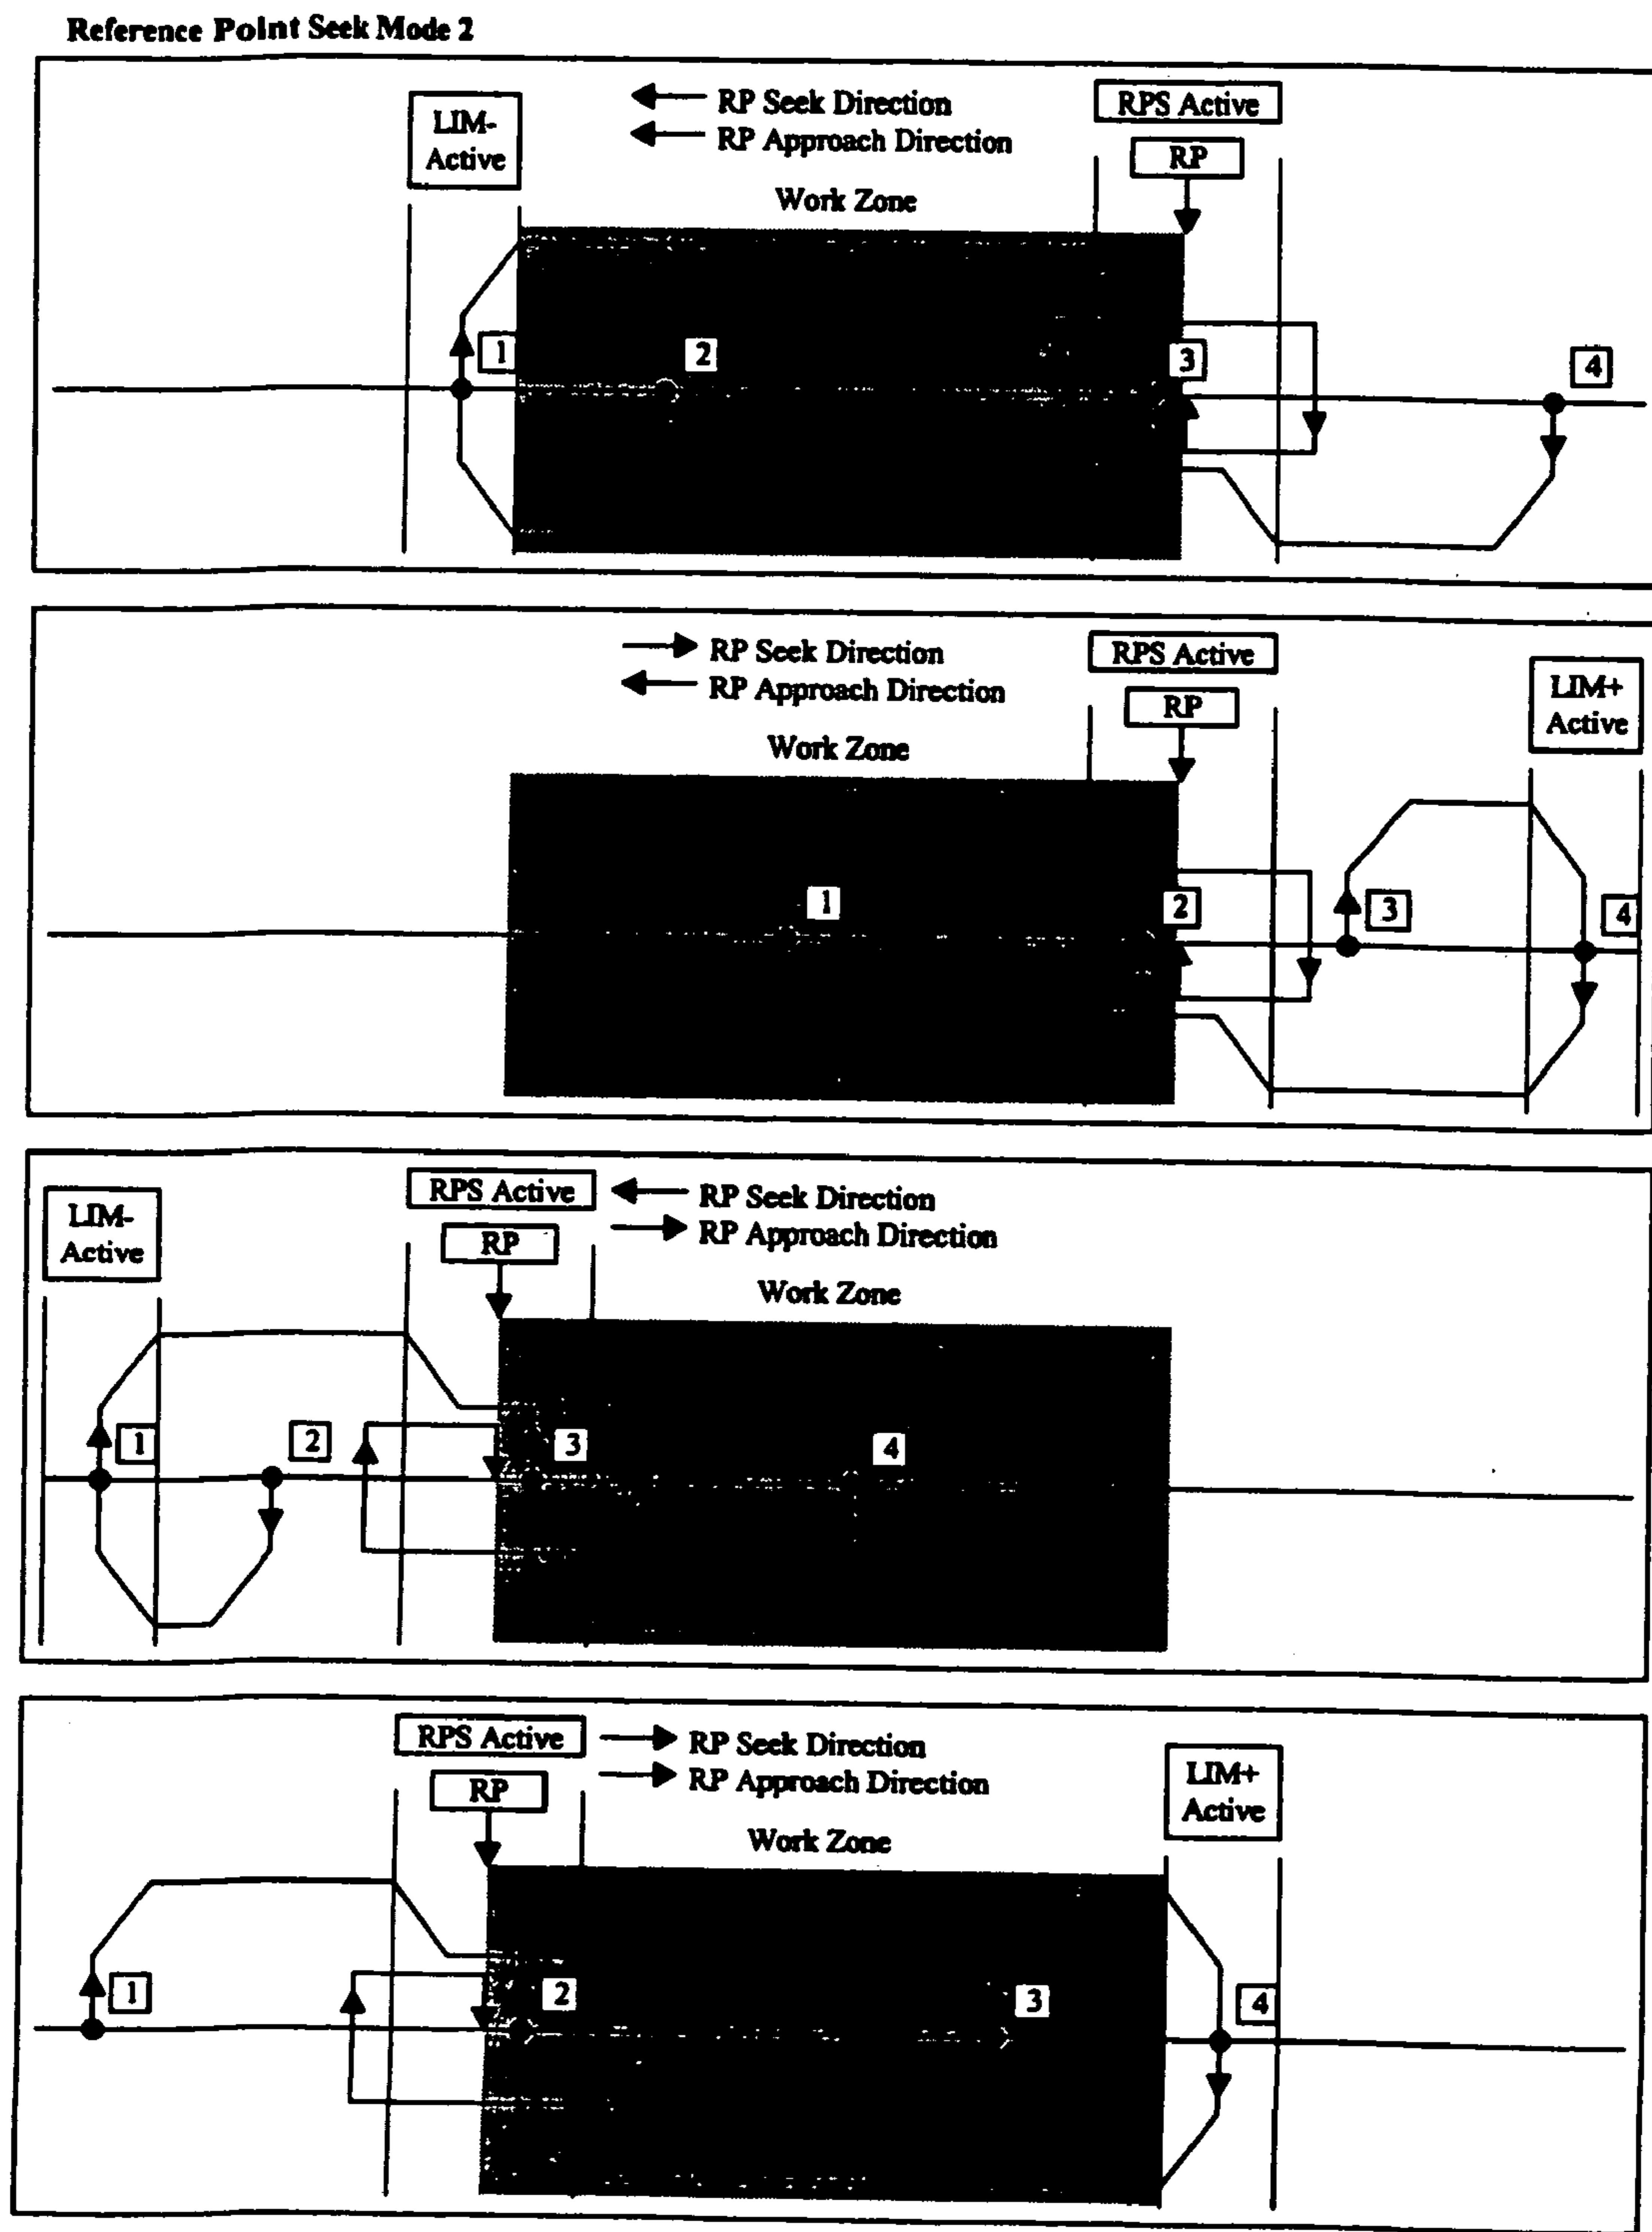 Reference Point Seek Mode 2
LIM-
Active
RP Seek Direction
RP Approach Direction
RPS Active
RP
Work Zone
1
2
3
4
RP Seek Direction
RP Approach Direction
RPS Active
RP
LIM+
Active
Work Zone
1
2
3
4
LIM-
Active
RPS Active
RP
RP Seek Direction
RP Approach Direction
Work Zone
1
2
3
4
RPS Active
RP
RP Seek Direction
RP Approach Direction
LIM+
Active
Work Zone
1
2
3
4